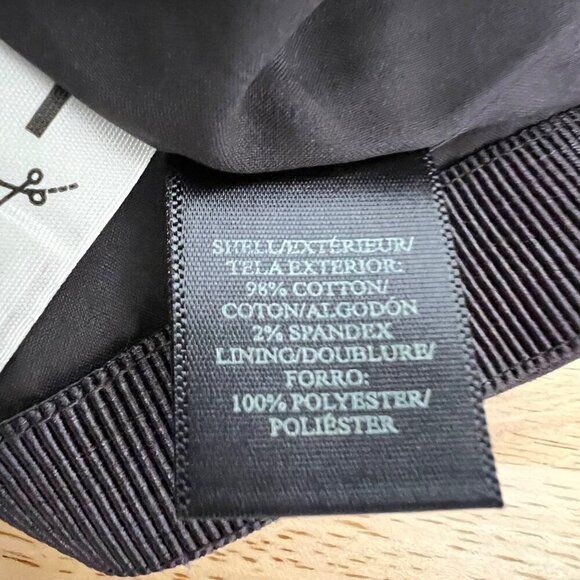 SHELL/EXTÉRIEUR/
TELA EXTERIOR:
98% COTTON/
COTON/ALGODÓN
2% SPANDEX
LINING/DOUBLURE/
FORRO:
100% POLYESTER/
POLIÉSTER